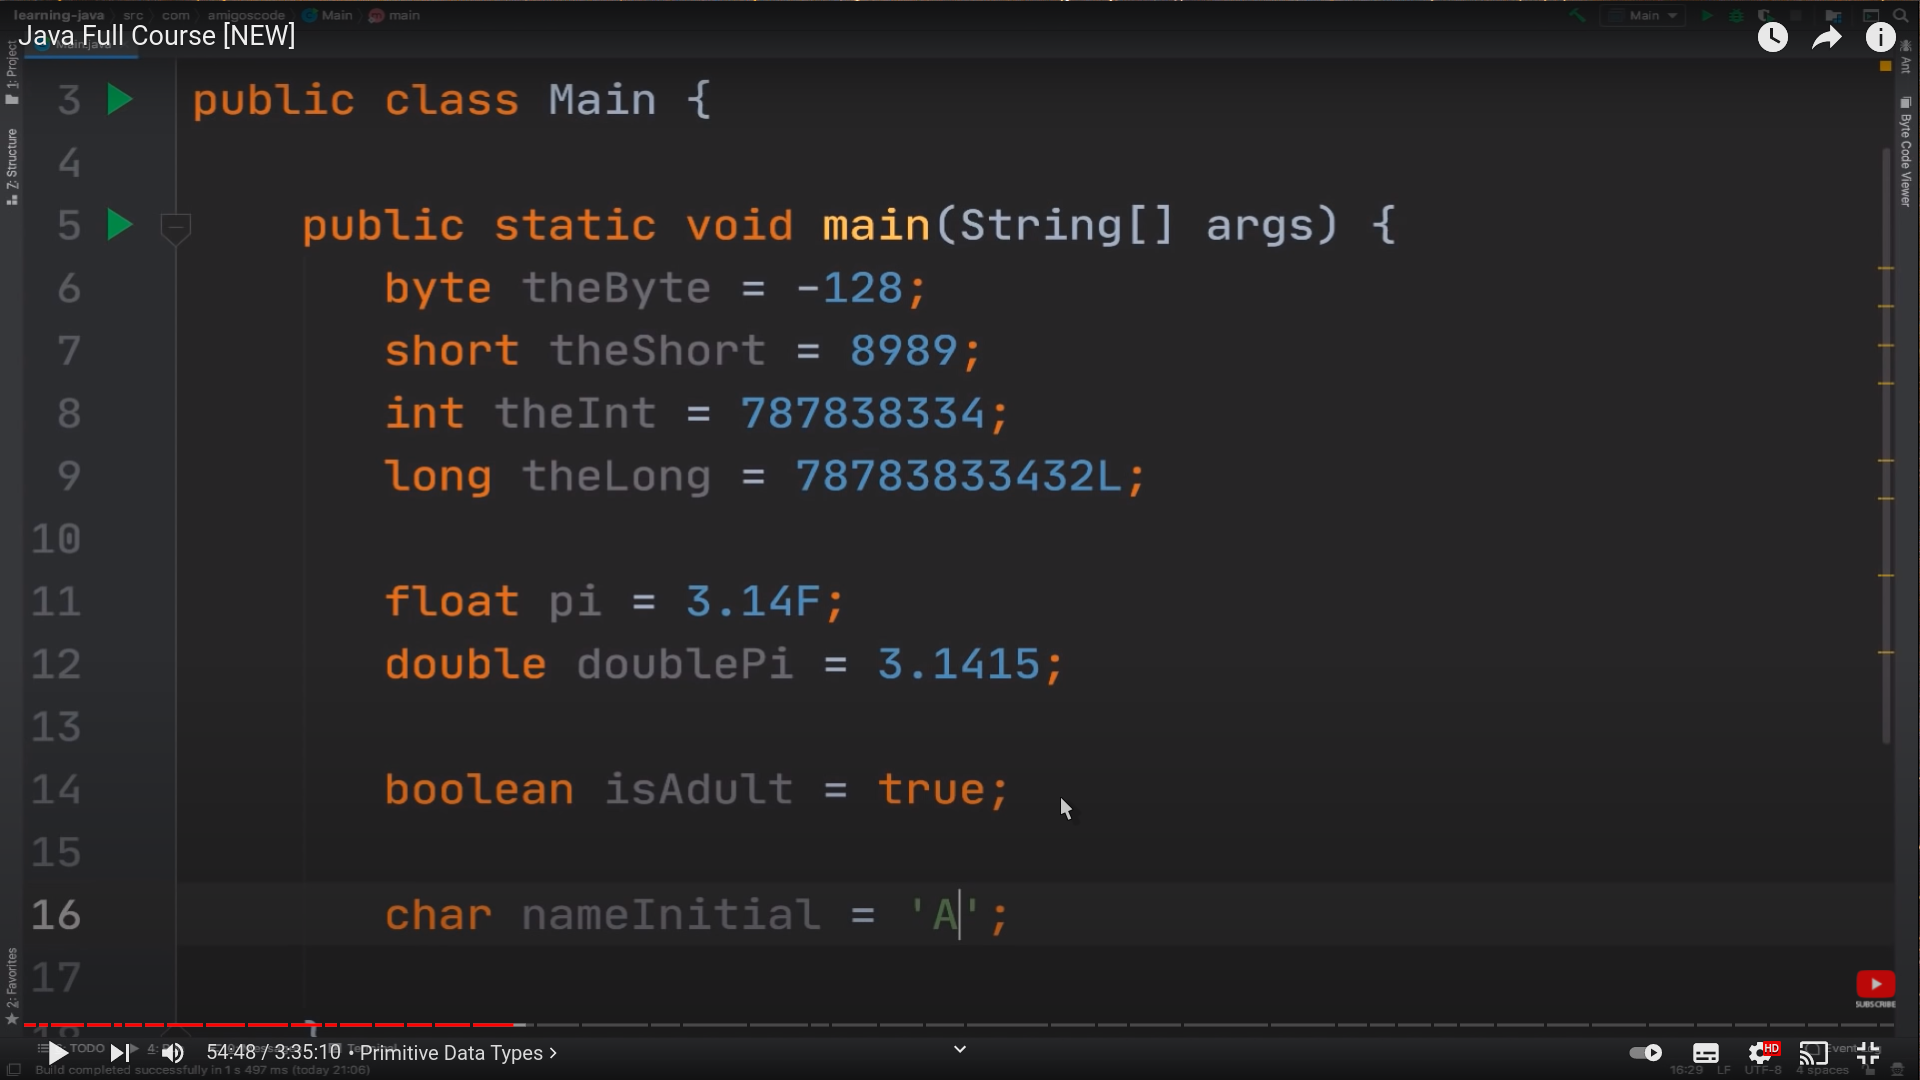 learning-java src com amigoscode Main main
Main
Java Full Course [NEW]
Main.java
1: Project
Ant
3 public class Main {
4
Z: Structure
Byte Code Viewer
5 public static void main(String[] args) {
6 byte theByte = -128;
7 short theShort = 8989;
8 int theInt = 787838334;
9 long theLong = 78783833432L;
10
11 float pi = 3.14F;
12 double doublePi = 3.1415;
13
14 boolean isAdult = true;
15
16 char nameInitial = 'A';
17
2: Favorites
SUBSCRIBE
18 }
TODO
54:48 / 3:35:10 • Primitive Data Types >
HD
Build completed successfully in 1 s 497 ms (today 21:06)
16:29 LF UTF-8 4 spaces